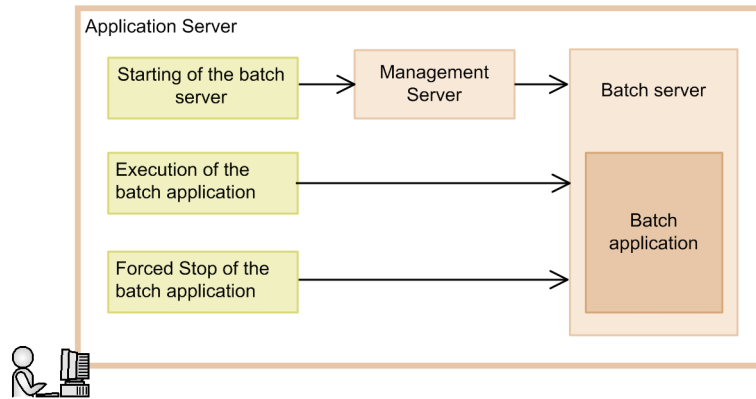 Application Server
Starting of the batch
server
Management
Server
Batch server
Execution of the
batch application
Batch
application
Forced Stop of the
batch application